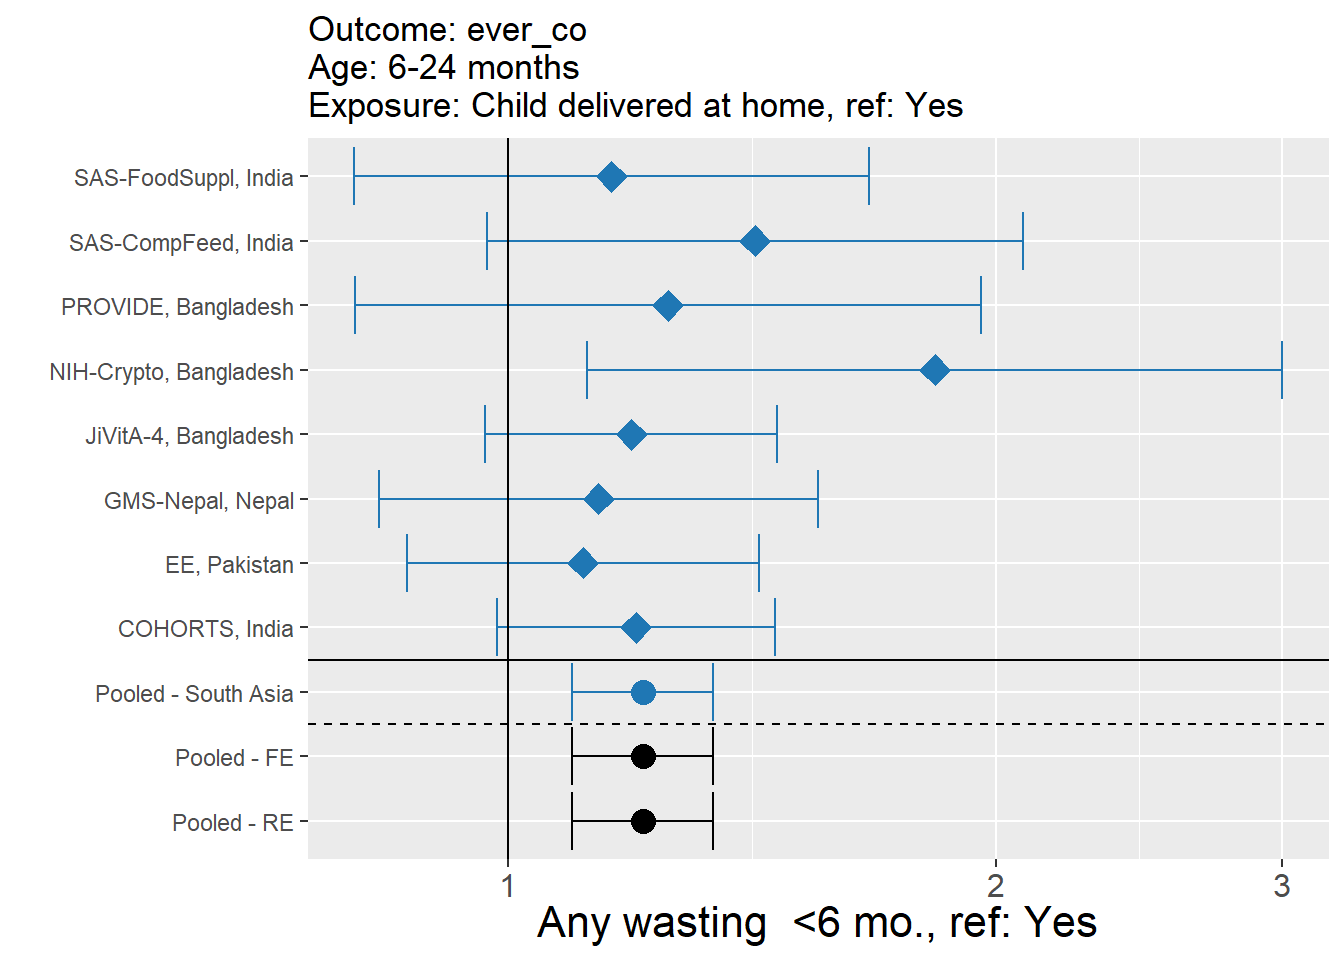 Outcome: ever_co
Age: 6-24 months
Exposure: Child delivered at home, ref: Yes
SAS-FoodSuppl, India
SAS-CompFeed, India
PROVIDE, Bangladesh
NIH-Crypto, Bangladesh
JiVitA-4, Bangladesh
GMS-Nepal, Nepal
EE, Pakistan
COHORTS, India
Pooled - South Asia
Pooled - FE
Pooled - RE
1 2 3
Any wasting  <6 mo., ref: Yes